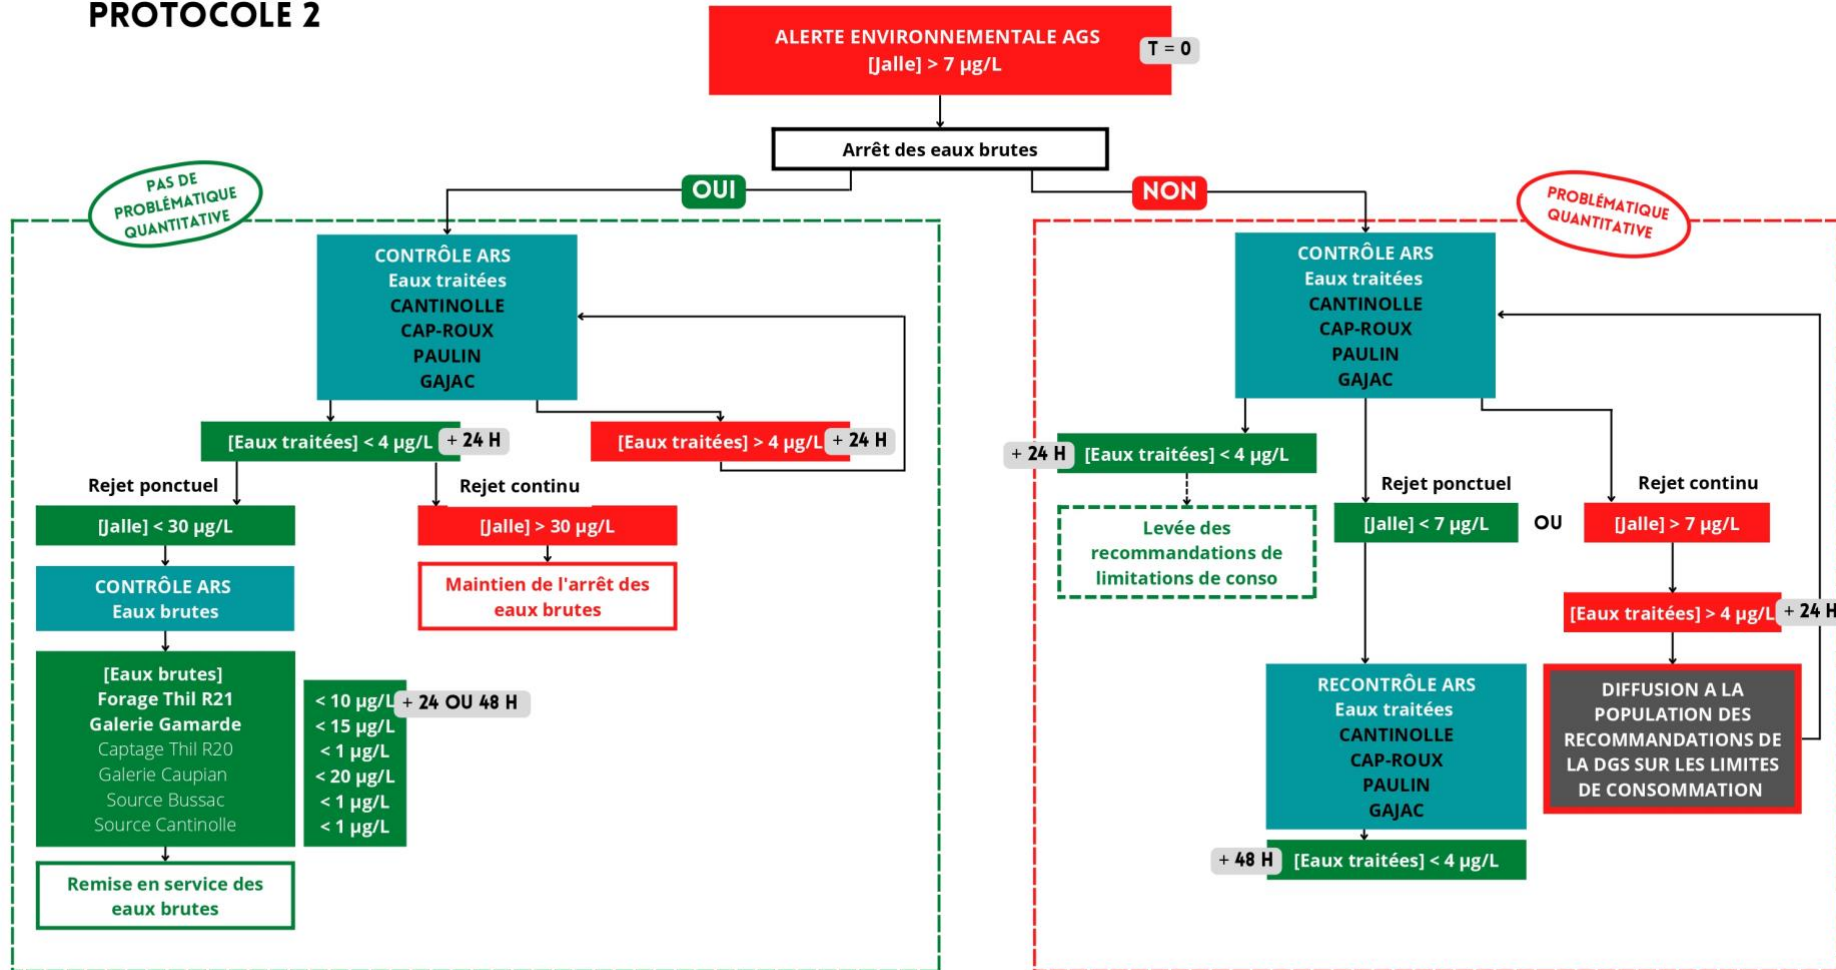 PROTOCOLE 2
ALERTE ENVIRONNEMENTALE AGS
[Jalle] > 7 µg/L
T = 0
Arrêt des eaux brutes
OUI
NON
PAS DE
PROBLÉMATIQUE
QUANTITATIVE
CONTRÔLE ARS
Eaux traitées
CANTINOLLE
CAP-ROUX
PAULIN
GAJAC
[Eaux traitées] < 4 µg/L
+ 24 H
[Eaux traitées] > 4 µg/L
+ 24 H
Rejet ponctuel
Rejet continu
[Jalle] < 30 µg/L
[Jalle] > 30 µg/L
CONTRÔLE ARS
Eaux brutes
Maintien de l'arrêt des
eaux brutes
[Eaux brutes]
Forage Thil R21
Galerie Gamarde
Captage Thil R20
Galerie Caupian
Source Bussac
Source Cantinolle
< 10 µg/L
< 15 µg/L
< 1 µg/L
< 20 µg/L
< 1 µg/L
< 1 µg/L
+ 24 OU 48 H
Remise en service des
eaux brutes
PROBLÉMATIQUE
QUANTITATIVE
CONTRÔLE ARS
Eaux traitées
CANTINOLLE
CAP-ROUX
PAULIN
GAJAC
+ 24 H
[Eaux traitées] < 4 µg/L
Levée des
recommandations de
limitations de conso
Rejet ponctuel
Rejet continu
[Jalle] < 7 µg/L
OU
[Jalle] > 7 µg/L
[Eaux traitées] > 4 µg/L
+ 24 H
RECONTRÔLE ARS
Eaux traitées
CANTINOLLE
CAP-ROUX
PAULIN
GAJAC
DIFFUSION A LA
POPULATION DES
RECOMMANDATIONS DE
LA DGS SUR LES LIMITES
DE CONSOMMATION
+ 48 H
[Eaux traitées] < 4 µg/L